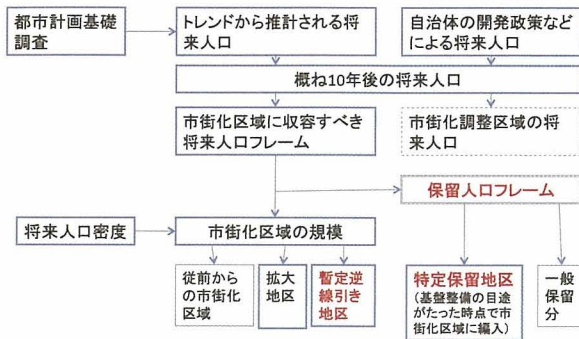 都市計画基礎
調査
トレンドから推計される将
来人口
自治体の開発政策など
による将来人口
概ね10年後の将来人口
市街化区域に収容すべき
将来人口フレーム
市街化調整区域の将
来人口
保留人口フレーム
将来人口密度
市街化区域の規模
従前から
の市街化
区域
拡大
地区
暫定逆
線引き
地区
特定保留地区
(基盤整備の目途
がたった時点で市
街化区域に編入)
一般
保留
分